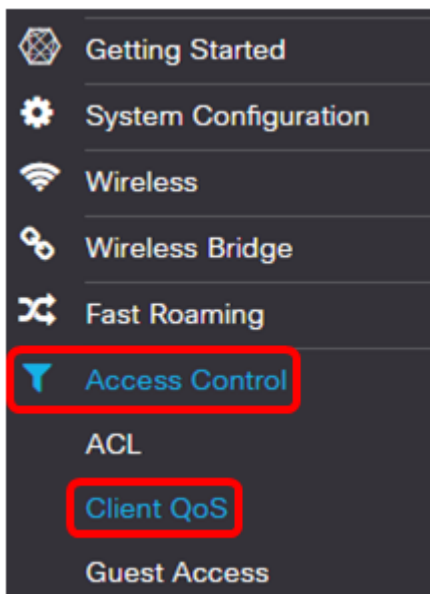 Getting Started
System Configuration
Wireless
Wireless Bridge
Fast Roaming
Access Control
ACL
Client QoS
Guest Access